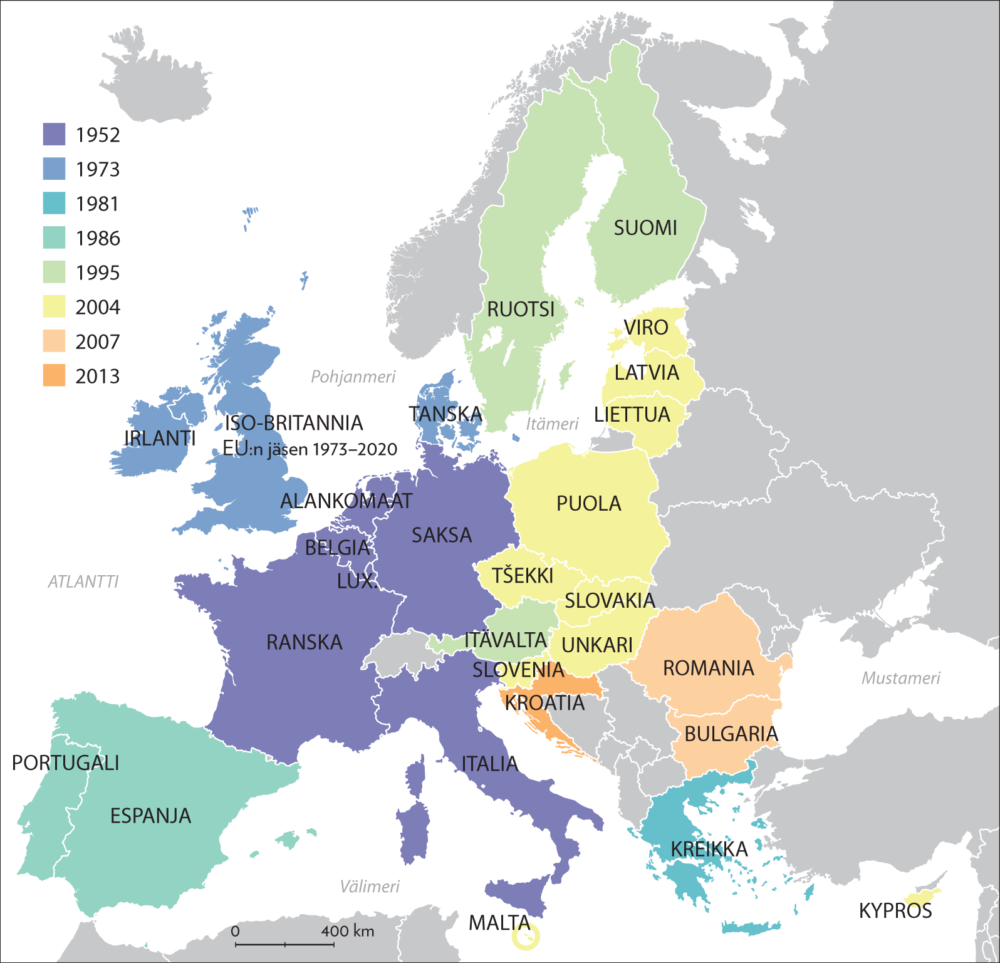 1952
1973
1981
1986
1995
2004
2007
2013
SUOMI
RUOTSI
VIRO
LATVIA
LIETTUA
Pohjanmeri
TANSKA
Itämeri
ISO-BRITANNIA
EU:n jäsen 1973–2020
IRLANTI
ALANKOMAAT
PUOLA
SAKSA
BELGIA
LUX.
ATLANTTI
TŠEKKI
SLOVAKIA
RANSKA
ITÄVALTA
UNKARI
SLOVENIA
ROMANIA
Mustameri
KROATIA
BULGARIA
PORTUGALI
ITALIA
ESPANJA
KREIKKA
Välimeri
KYPROS
MALTA
0 400 km